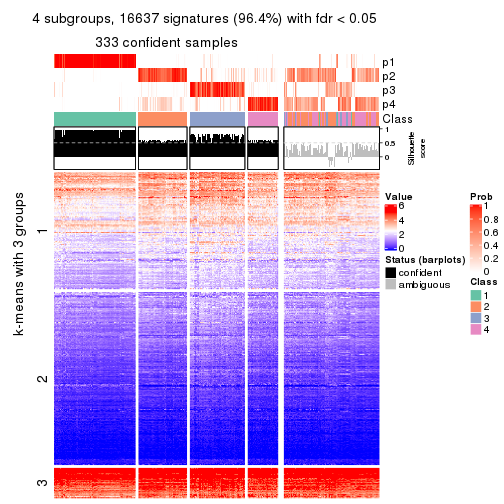 4 subgroups, 16637 signatures (96.4%) with fdr < 0.05
333 confident samples
p1
p2
p3
p4
Class
1
0.5
0
Silhouette
score
k-means with 3 groups
1
2
3
Value
6
4
2
0
Status (barplots)
confident
ambiguous
Prob
1
0.8
0.6
0.4
0.2
0
Class
1
2
3
4